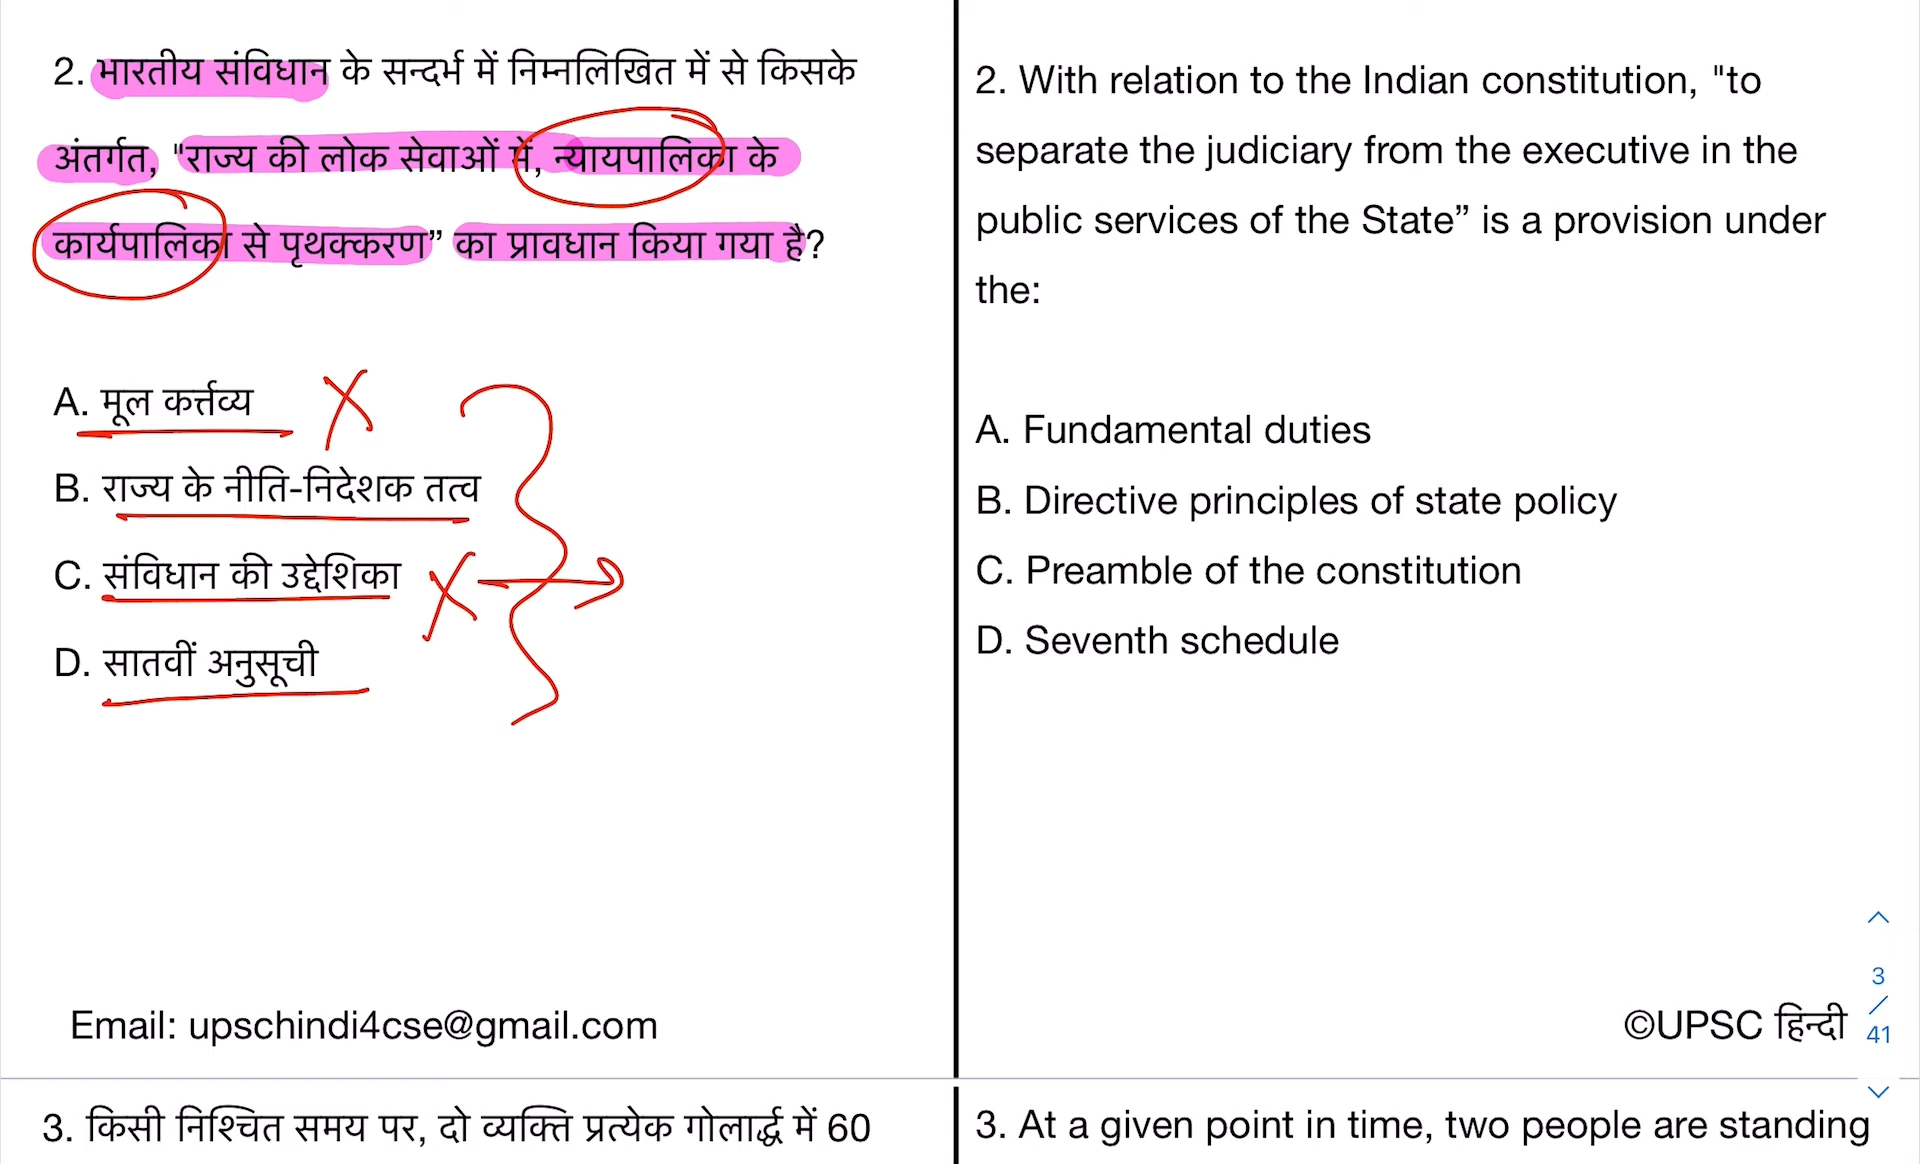 2. भारतीय संविधान के सन्दर्भ में निम्नलिखित में से किसके
अंतर्गत, "राज्य की लोक सेवाओं में, न्यायपालिका के
कार्यपालिका से पृथक्करण” का प्रावधान किया गया है?
A. मूल कर्त्तव्य
B. राज्य के नीति-निदेशक तत्व
C. संविधान की उद्देशिका
D. सातवीं अनुसूची
Email: upschindi4cse@gmail.com
2. With relation to the Indian constitution, "to
separate the judiciary from the executive in the
public services of the State” is a provision under
the:
A. Fundamental duties
B. Directive principles of state policy
C. Preamble of the constitution
D. Seventh schedule
©UPSC हिन्दी
3
/
41
3. किसी निश्चित समय पर, दो व्यक्ति प्रत्येक गोलार्द्ध में 60
3. At a given point in time, two people are standing